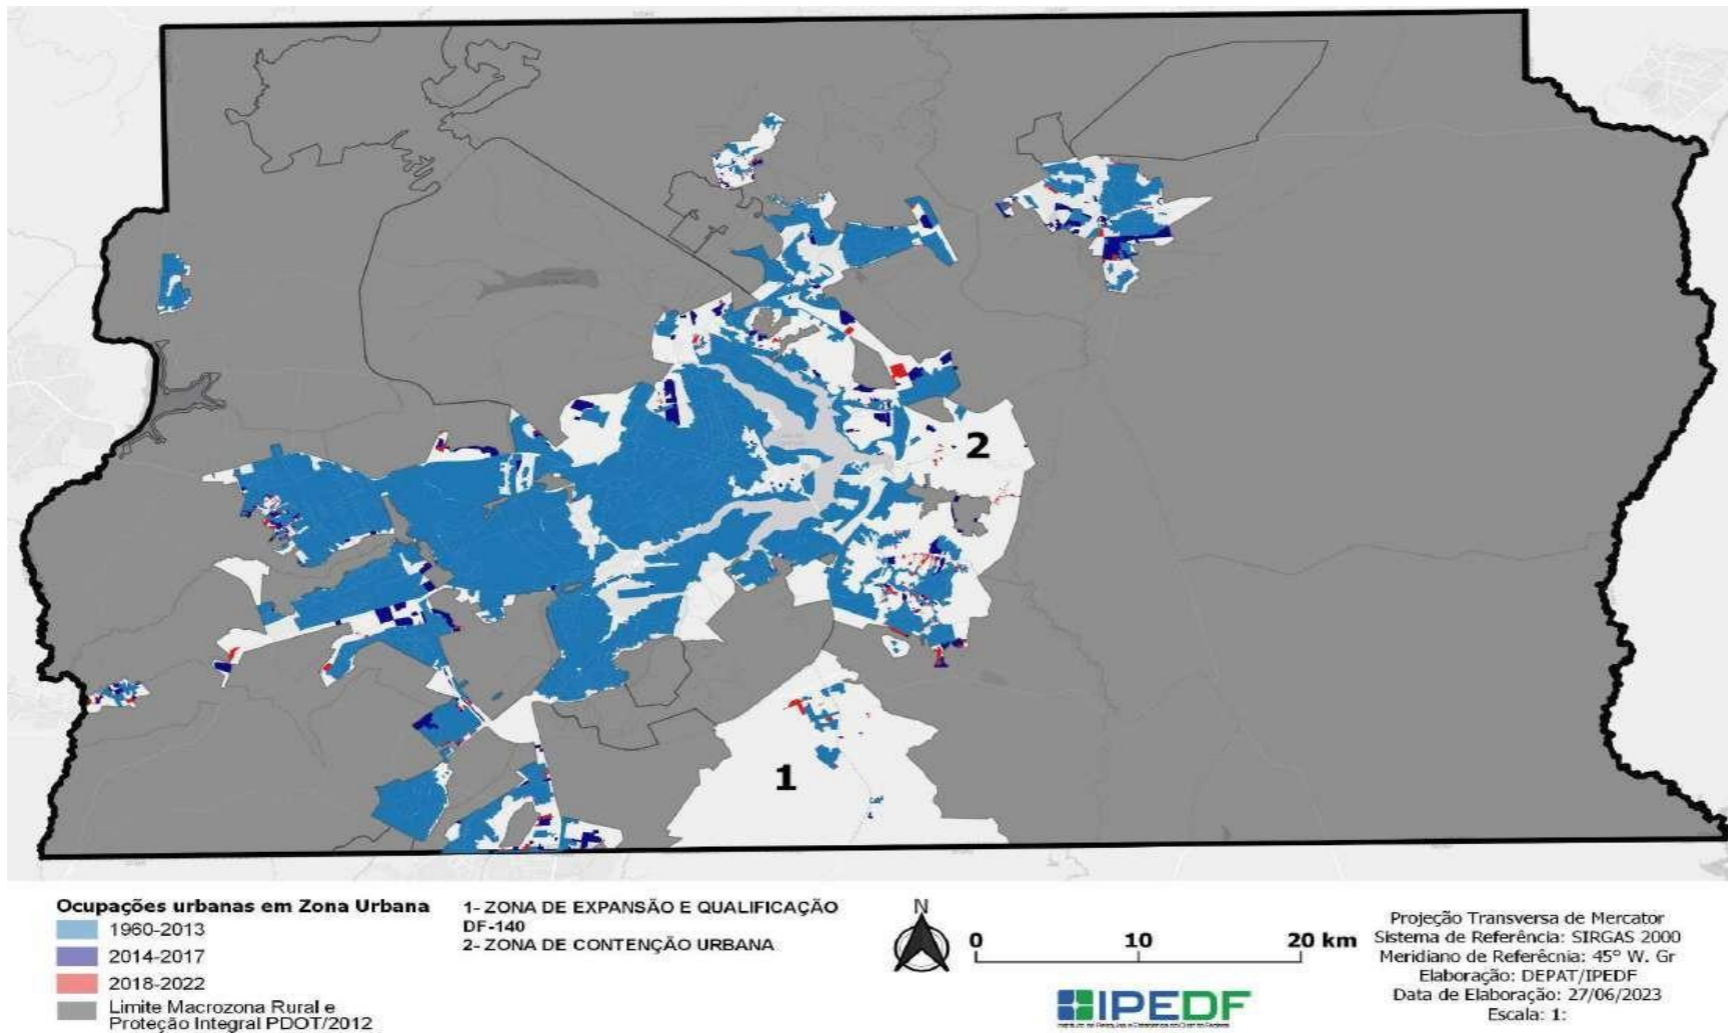 2
1
Ocupações urbanas em Zona Urbana
1960-2013
2014-2017
2018-2022
Limite Macrozona Rural e
Proteção Integral PDOT/2012
1- ZONA DE EXPANSÃO E QUALIFICAÇÃO
DF-140
2- ZONA DE CONTENÇÃO URBANA
N
0 10 20 km
IPEDF
Projeção Transversa de Mercator
Sistema de Referência: SIRGAS 2000
Meridiano de Referêcnia: 45° W. Gr
Elaboração: DEPAT/IPEDF
Data de Elaboração: 27/06/2023
Escala: 1: